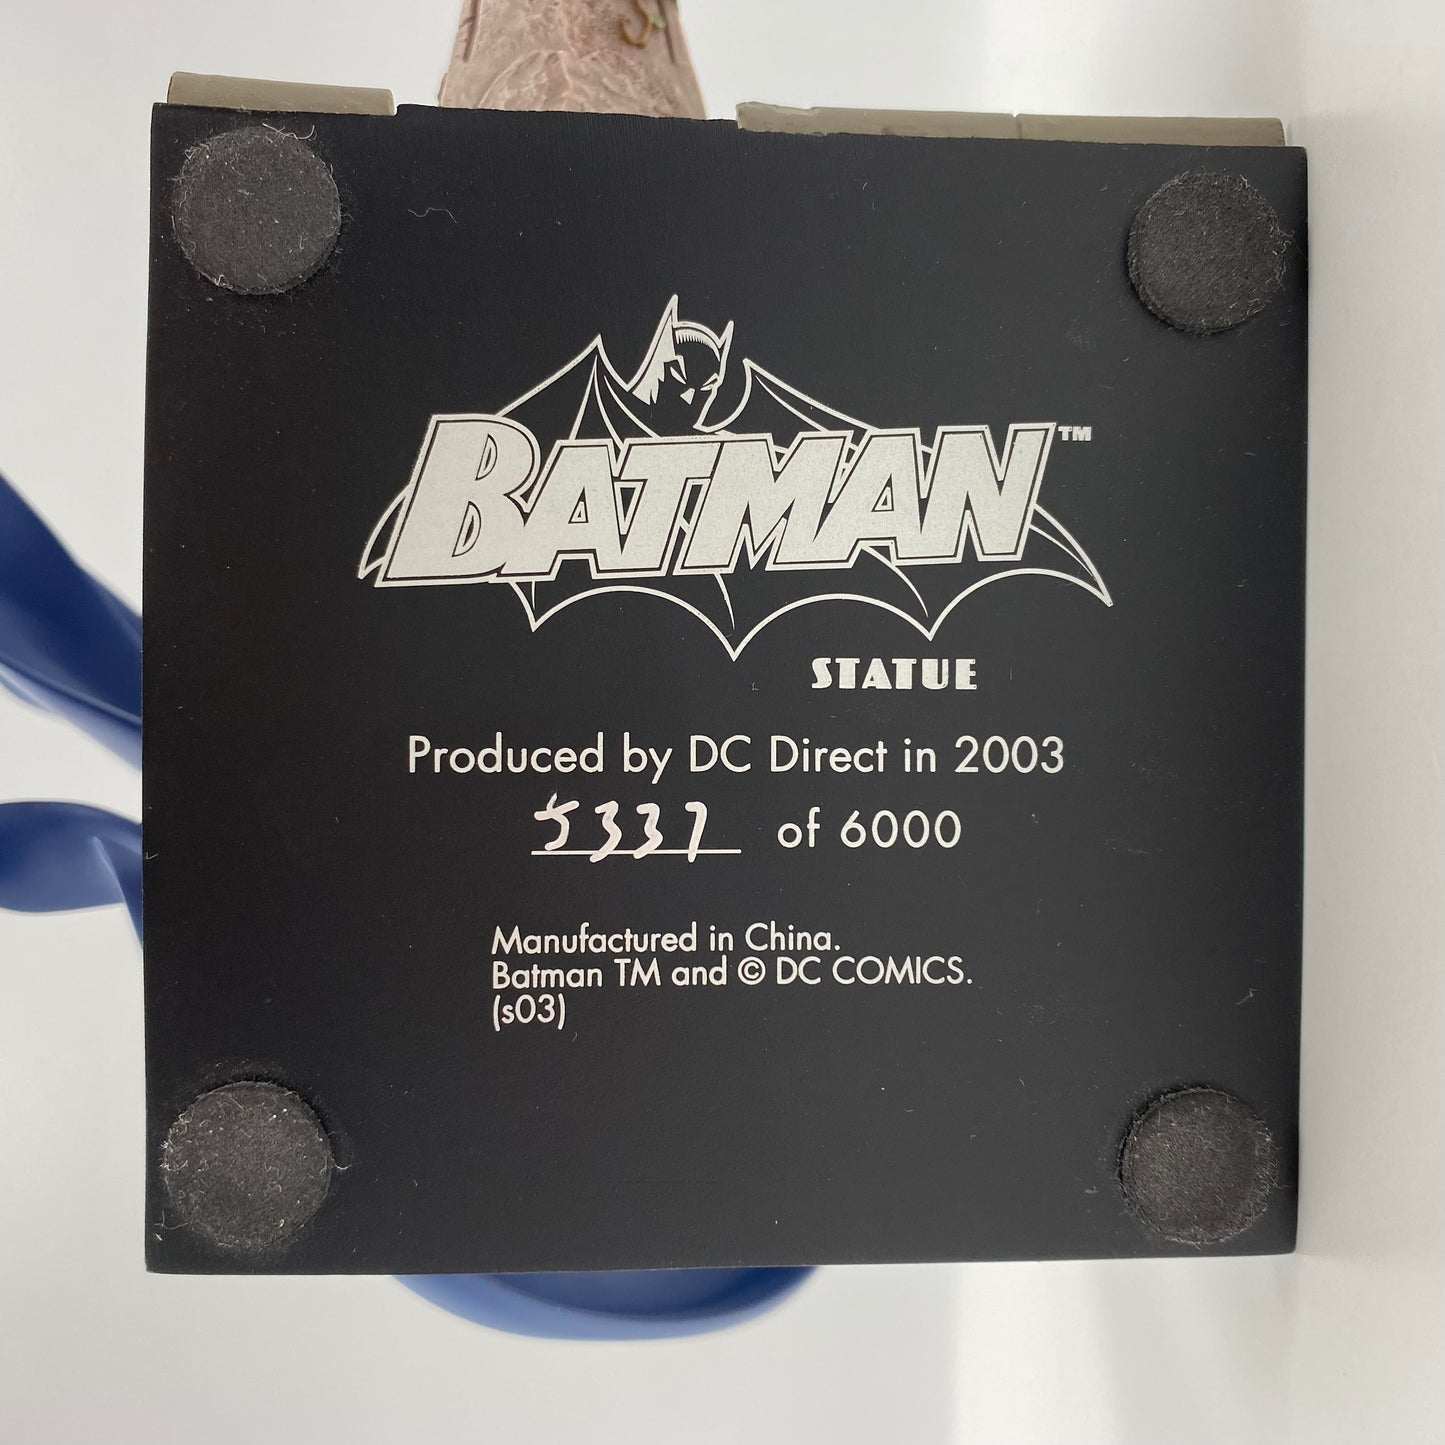 BATMAN™
STATUE
Produced by DC Direct in 2003
5337 of 6000
Manufactured in China.
Batman TM and © DC COMICS.
(s03)